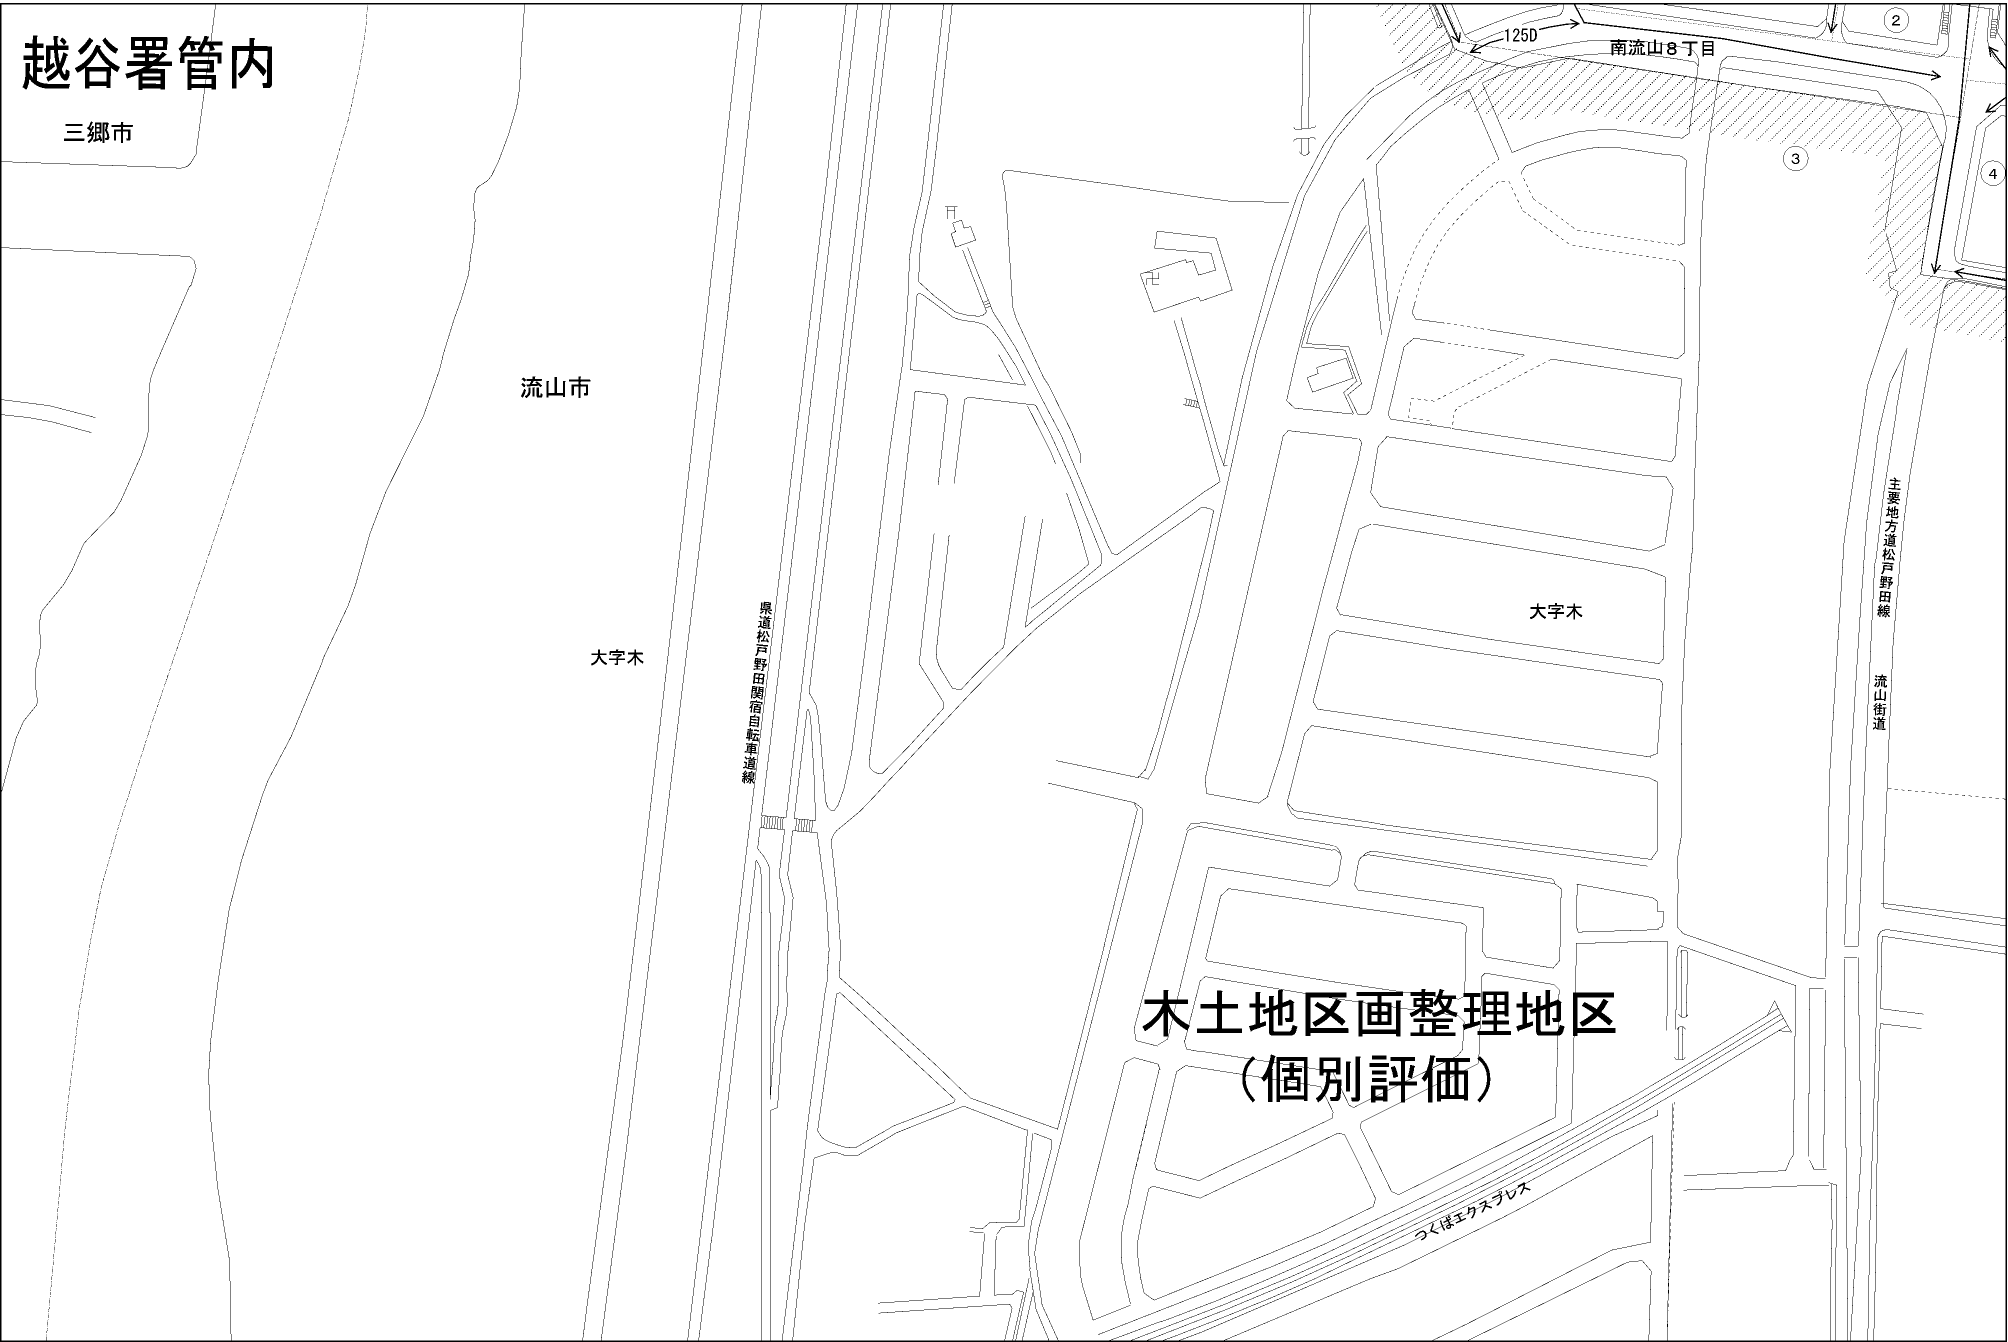 越谷署管内
三郷市
流山市
大字木
県道松戸野田関宿自転車道線
125D
南流山8丁目
②
③
④
主要地方道松戸野田線
流山街道
大字木
木土地区画整理地区
(個別評価)
つくばエクスプレス